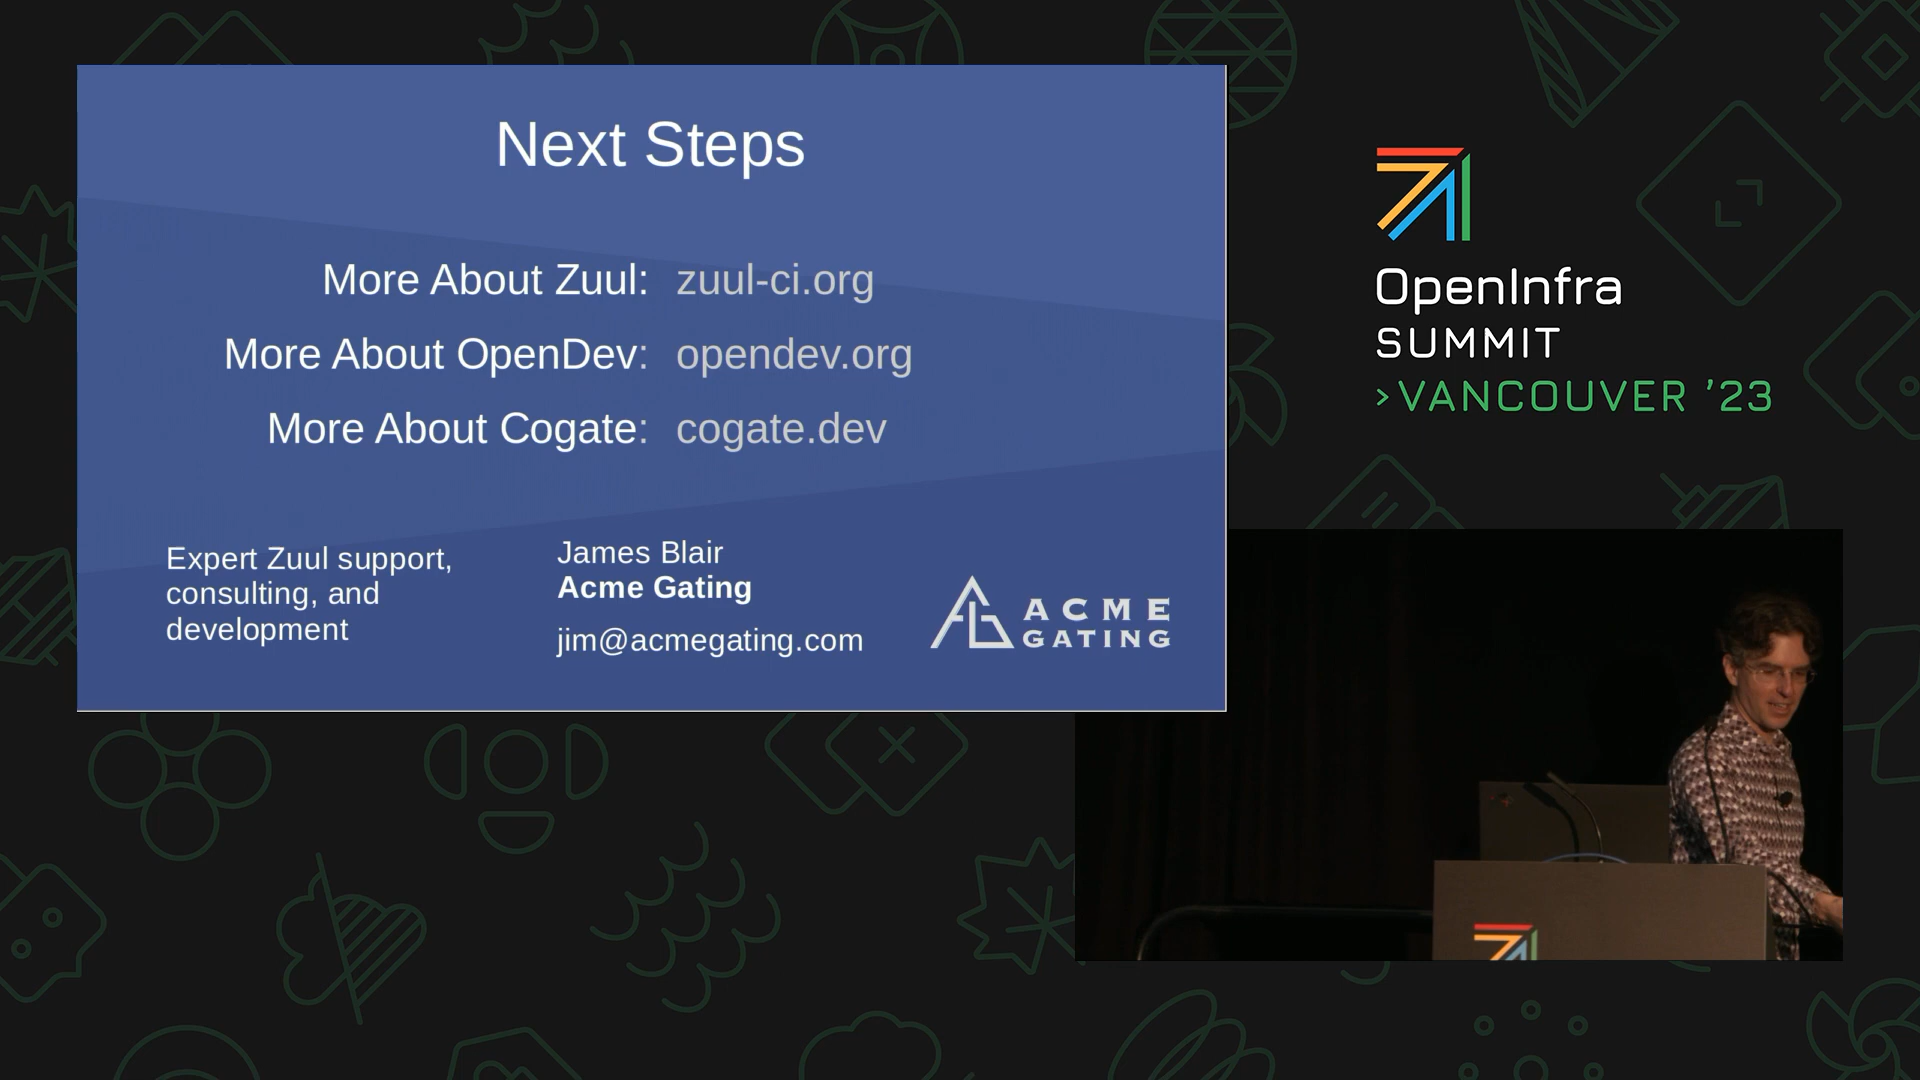 Next Steps
More About Zuul: zuul-ci.org
More About OpenDev: opendev.org
More About Cogate: cogate.dev
Expert Zuul support,
consulting, and
development
James Blair
Acme Gating
jim@acmegating.com
ACME
GATING
OpenInfra
SUMMIT
>VANCOUVER ’23